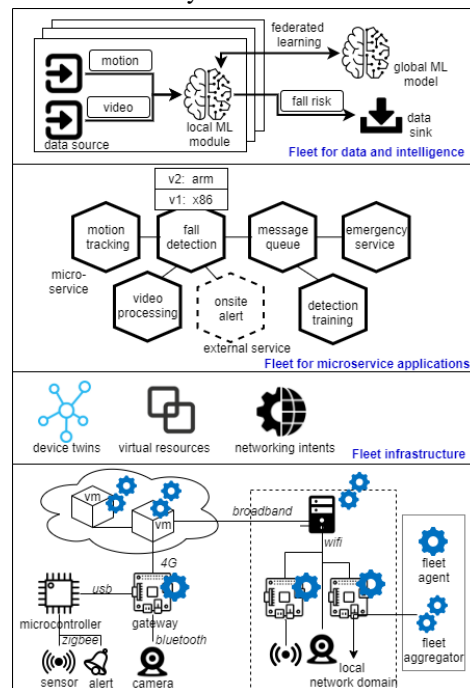 federated
learning
motion
video
local ML
module
global ML
model
fall risk
data
sink
data source
Fleet for data and intelligence
v2: arm
v1: x86
motion
tracking
fall
detection
message
queue
emergency
service
micro-
service
video
processing
onsite
alert
detection
training
external service
Fleet for microservice applications
device twins
virtual resources
networking intents
Fleet infrastructure
vm
vm
broadband
wifi
4G
usb
microcontroller
gateway
zigbee
bluetooth
sensor
alert
camera
local
network domain
fleet
agent
fleet
aggregator